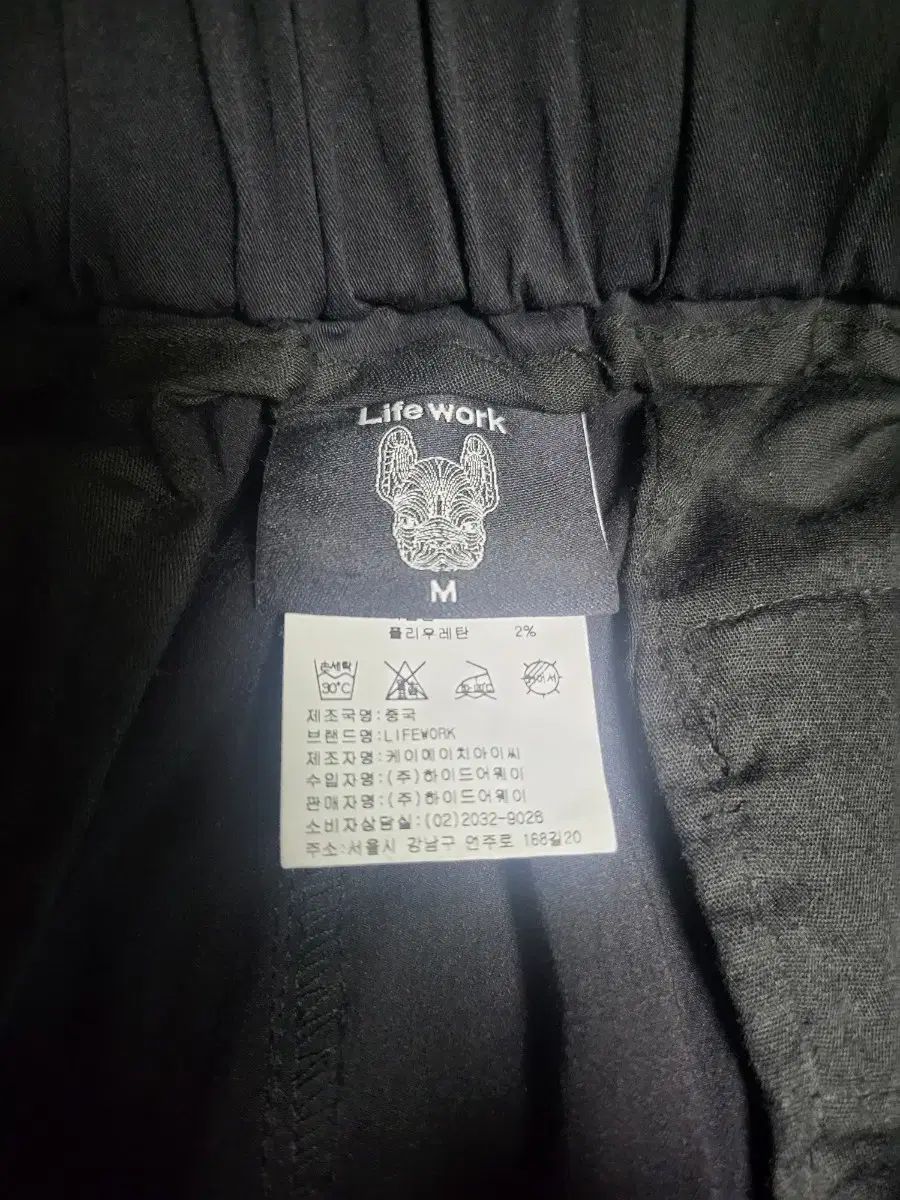 Life work
M
폴리우레탄 2%
손세탁
30°C
제조국명:중국
브랜드명:LIFEWORK
제조자명:케이에이치아이씨
수입자명:(주)하이드어웨이
판매자명:(주)하이드어웨이
소비자상담실:(02)2032-9028
주소:서울시 강남구 언주로 168길20